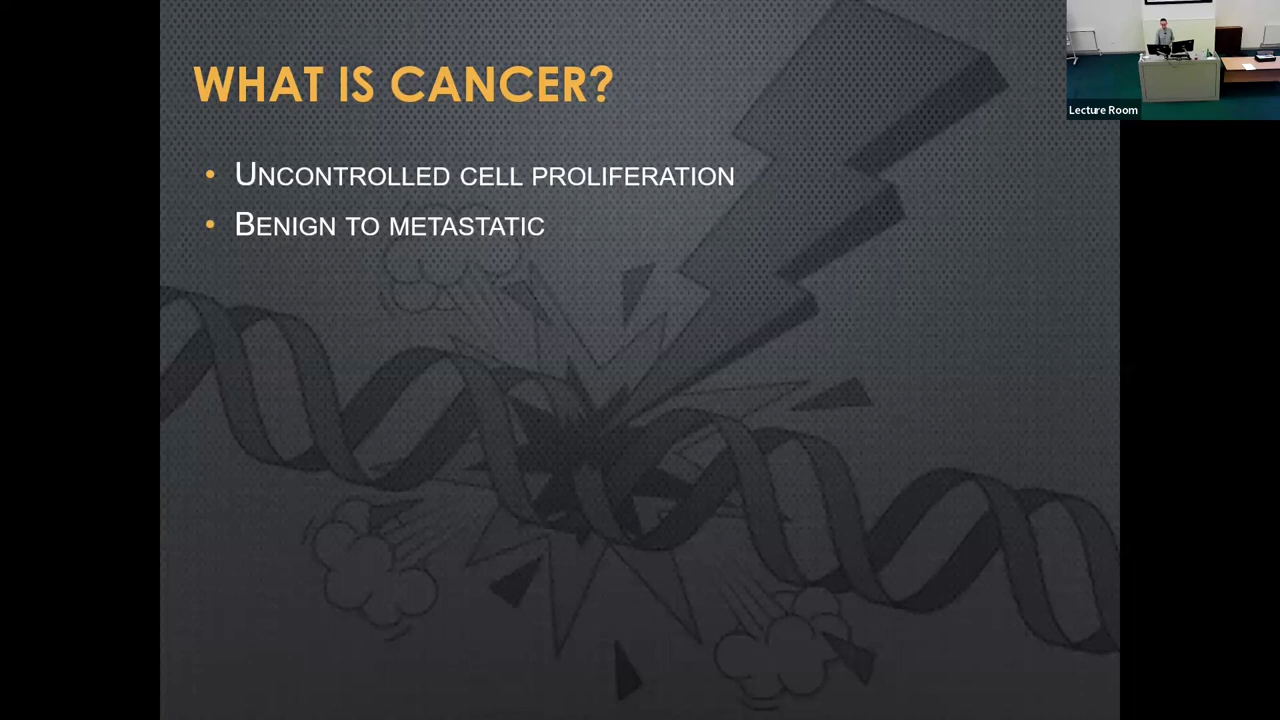 WHAT IS CANCER?
• UNCONTROLLED CELL PROLIFERATION
• BENIGN TO METASTATIC
Lecture Room